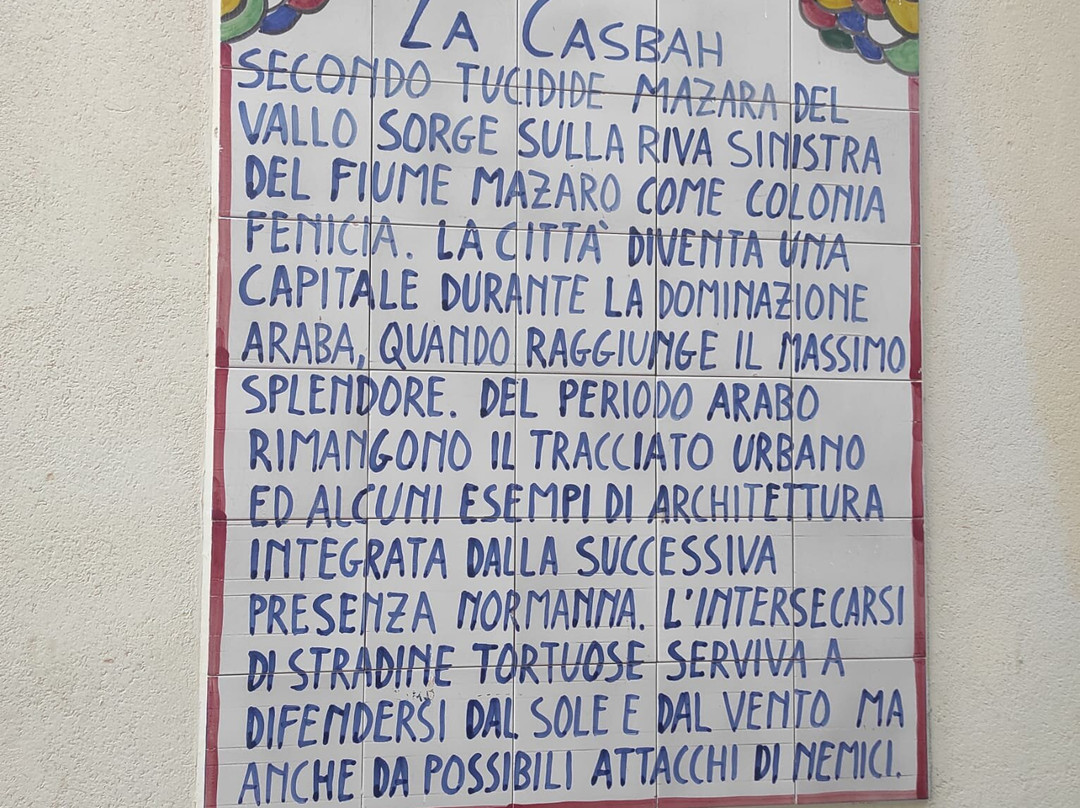 LA CASBAH
SECONDO TUCIDIDE MAZARA DEL
VALLO SORGE SULLA RIVA SINISTRA
DEL FIUME MAZARO COME COLONIA
FENICIA. LA CITTÀ DIVENTA UNA
CAPITALE DURANTE LA DOMINAZIONE
ARABA, QUANDO RAGGIUNGE IL MASSIMO
SPLENDORE. DEL PERIODO ARABO
RIMANGONO IL TRACCIATO URBANO
ED ALCUNI ESEMPI DI ARCHITETTURA
INTEGRATA DALLA SUCCESSIVA
PRESENZA NORMANNA. L'INTERSECARSI
DI STRADINE TORTUOSE SERVIVA A
DIFENDERSI DAL SOLE E DAL VENTO MA
ANCHE DA POSSIBILI ATTACCHI DI NEMICI.